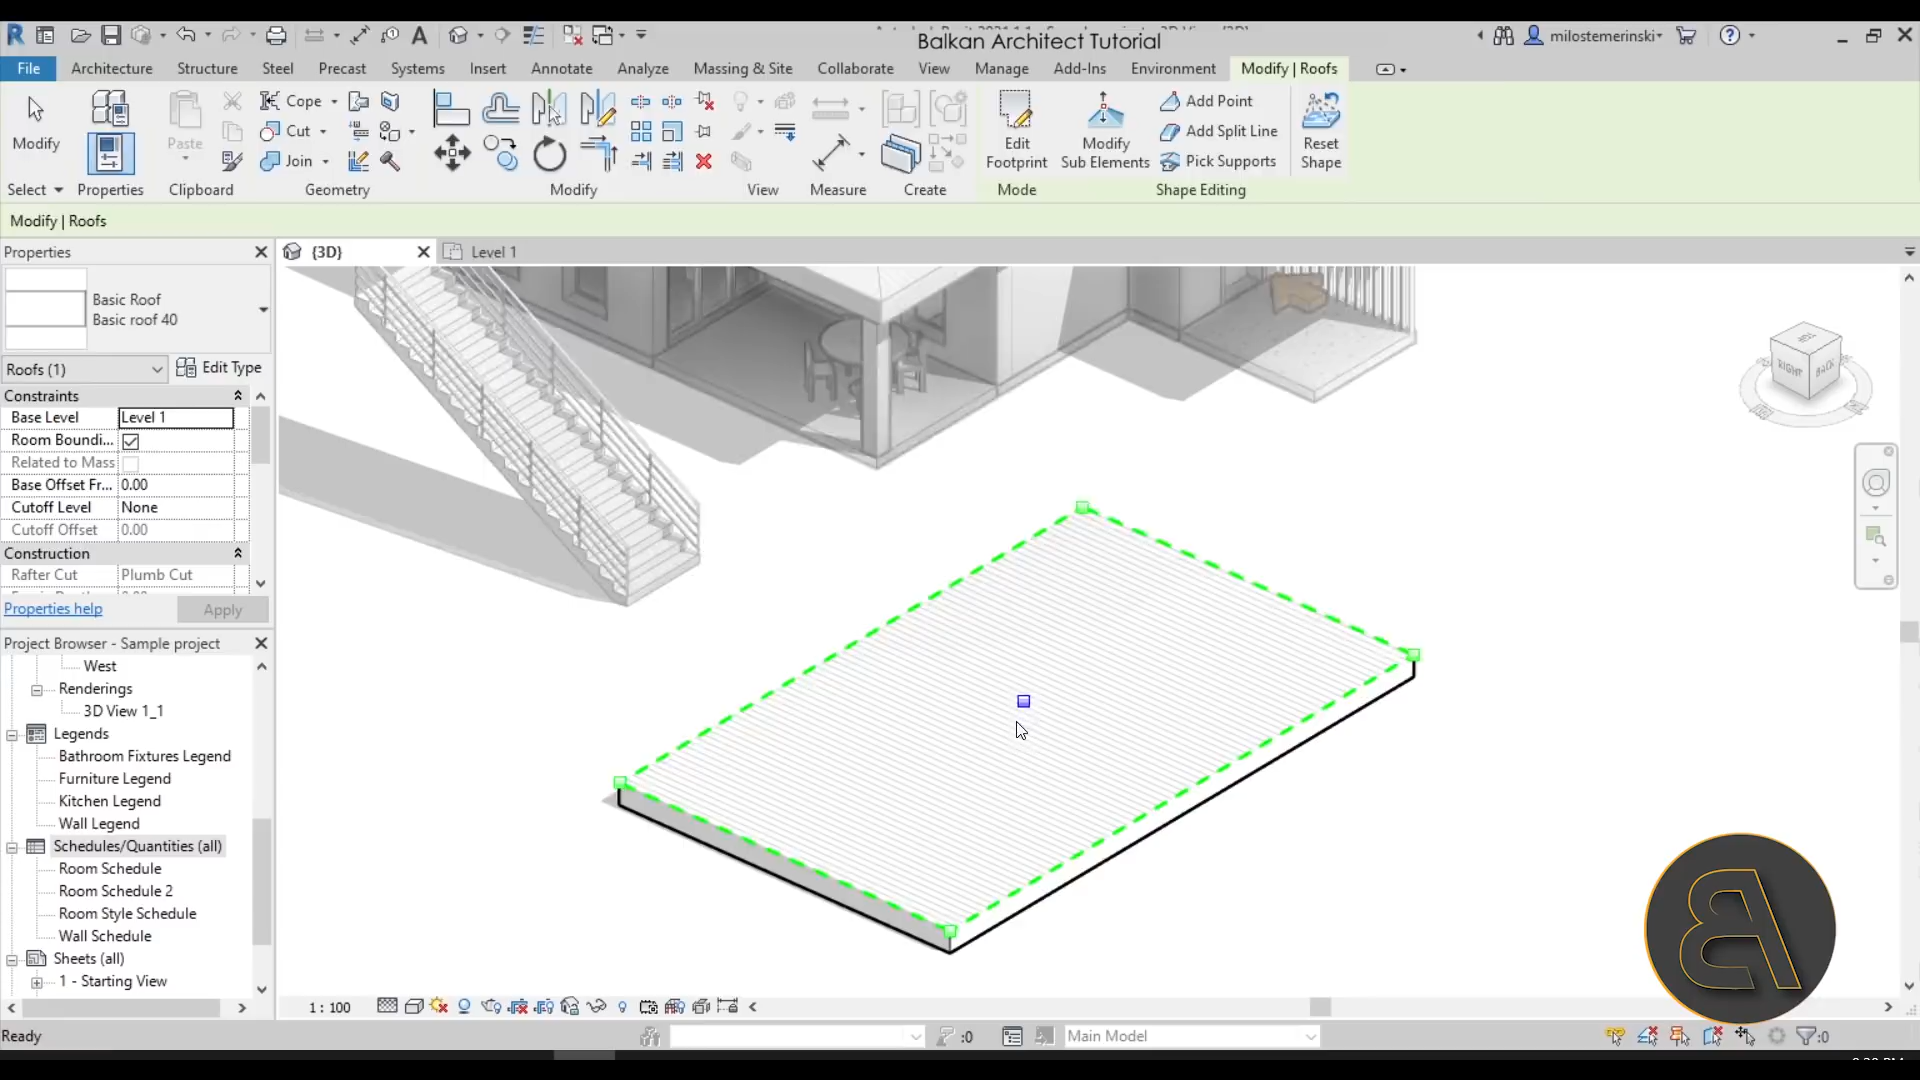 Balkan Architect Tutorial
milostemerinski
File Architecture Structure Steel Precast Systems Insert Annotate Analyze Massing & Site Collaborate View Manage Add-Ins Environment Modify | Roofs
Modify
Paste
Cope
Cut
Join
Edit Footprint
Modify Sub Elements
Add Point
Add Split Line
Pick Supports
Reset Shape
Select Properties Clipboard Geometry Modify View Measure Create Mode Shape Editing
Modify | Roofs
Properties
{3D}
Level 1
Basic Roof
Basic roof 40
Roofs (1)
Edit Type
Constraints
Base Level Level 1
Room Boundi...
Related to Mass
Base Offset Fr... 0.00
Cutoff Level None
Cutoff Offset 0.00
Construction
Rafter Cut Plumb Cut
Properties help
Apply
Project Browser - Sample project
West
Renderings
3D View 1_1
Legends
Bathroom Fixtures Legend
Furniture Legend
Kitchen Legend
Wall Legend
Schedules/Quantities (all)
Room Schedule
Room Schedule 2
Room Style Schedule
Wall Schedule
Sheets (all)
1 - Starting View
RIGHT
BACK
1 : 100
Ready
:0
Main Model
:0